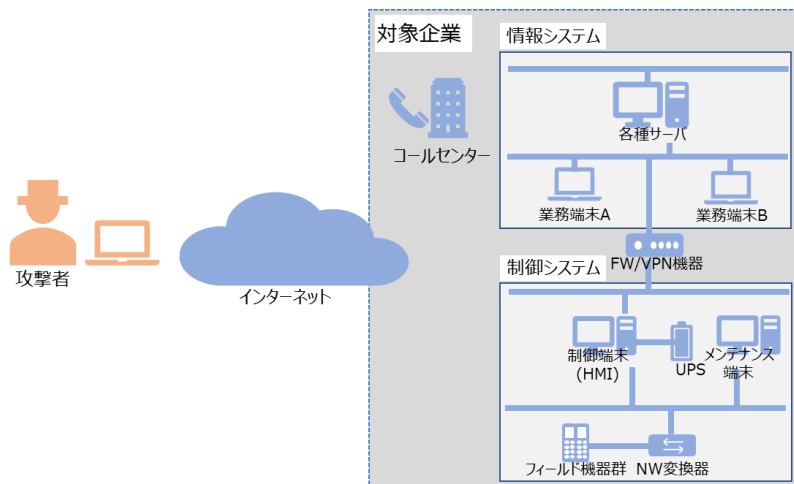 対象企業
情報システム
各種サーバ
コールセンター
業務端末A
業務端末B
攻撃者
インターネット
制御システム
FW/VPN機器
制御端末
(HMI)
UPS
メンテナンス
端末
フィールド機器群
NW変換器